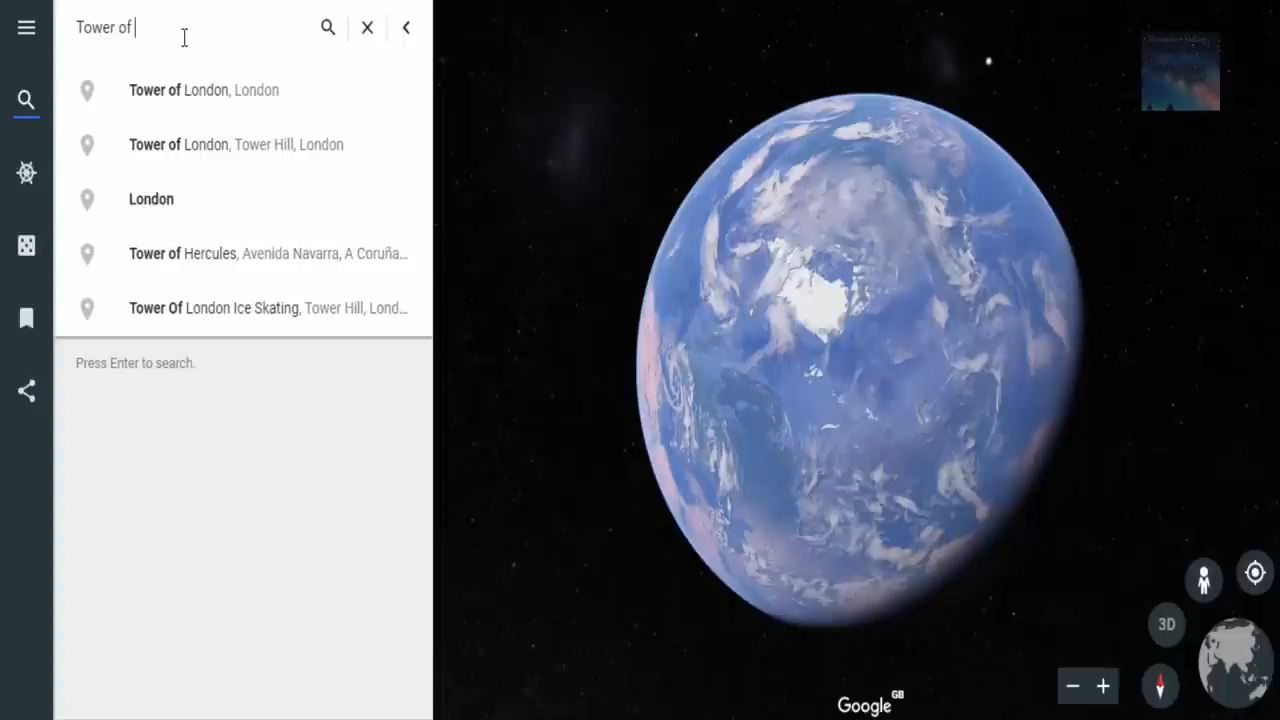 Tower of
Tower of London, London
Tower of London, Tower Hill, London
London
Tower of Hercules, Avenida Navarra, A Coruña...
Tower Of London Ice Skating, Tower Hill, Lond...
Press Enter to search.
3D
Google GB